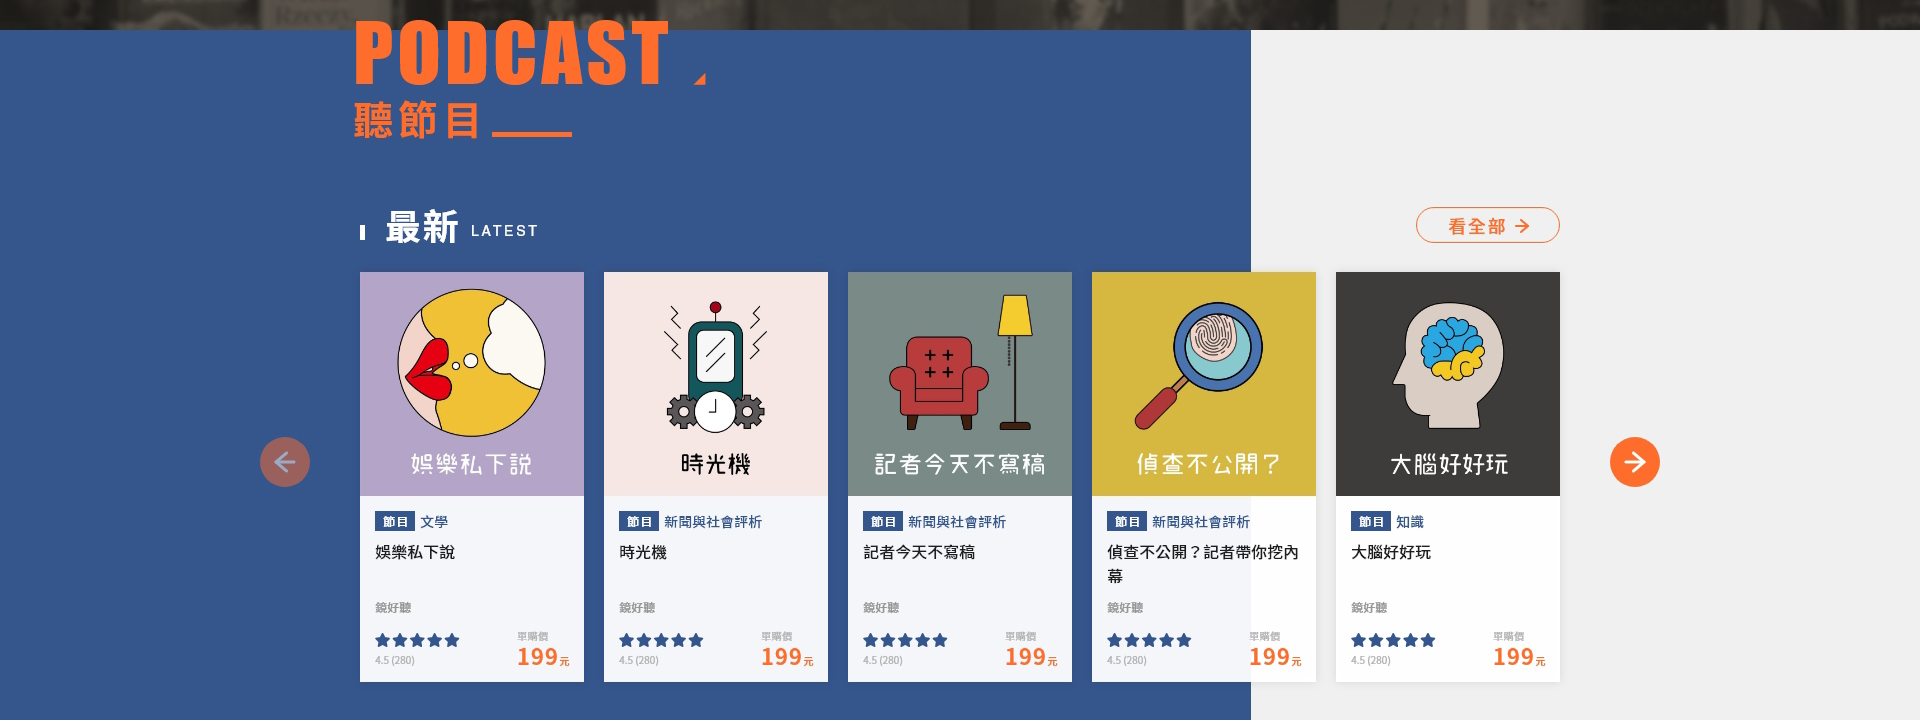 PODCAST
聽節目
最新 LATEST
看全部
娛樂私下說
時光機
記者今天不寫稿
偵查不公開？
大腦好好玩
節目 文學
娛樂私下說
鏡好聽
4.5 (280)
單購價
199元
節目 新聞與社會評析
時光機
鏡好聽
4.5 (280)
單購價
199元
節目 新聞與社會評析
記者今天不寫稿
鏡好聽
4.5 (280)
單購價
199元
節目 新聞與社會評析
偵查不公開？記者帶你挖內
幕
鏡好聽
4.5 (280)
單購價
199元
節目 知識
大腦好好玩
鏡好聽
4.5 (280)
單購價
199元